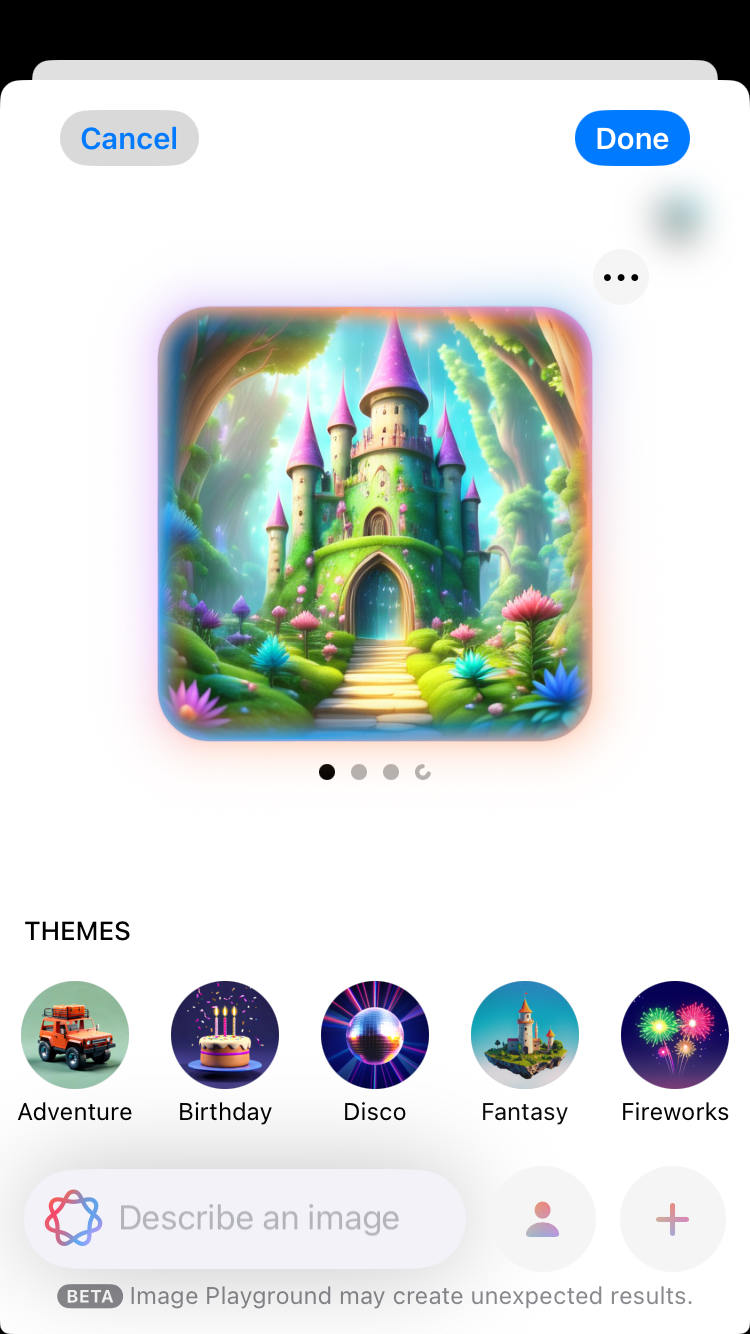 Cancel
Done
THEMES
Adventure
Birthday
Disco
Fantasy
Fireworks
Describe an image
BETA Image Playground may create unexpected results.